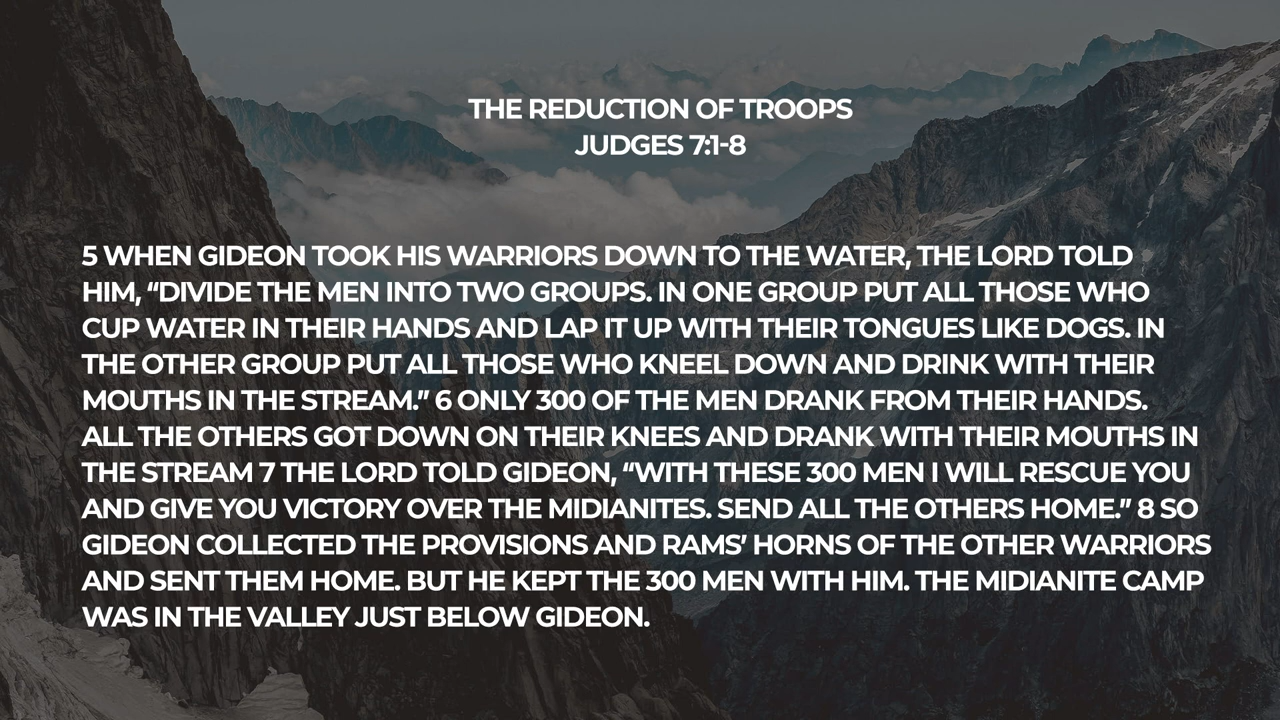 THE REDUCTION OF TROOPS
JUDGES 7:1-8
5 WHEN GIDEON TOOK HIS WARRIORS DOWN TO THE WATER, THE LORD TOLD
HIM, “DIVIDE THE MEN INTO TWO GROUPS. IN ONE GROUP PUT ALL THOSE WHO
CUP WATER IN THEIR HANDS AND LAP IT UP WITH THEIR TONGUES LIKE DOGS. IN
THE OTHER GROUP PUT ALL THOSE WHO KNEEL DOWN AND DRINK WITH THEIR
MOUTHS IN THE STREAM.” 6 ONLY 300 OF THE MEN DRANK FROM THEIR HANDS.
ALL THE OTHERS GOT DOWN ON THEIR KNEES AND DRANK WITH THEIR MOUTHS IN
THE STREAM 7 THE LORD TOLD GIDEON, “WITH THESE 300 MEN I WILL RESCUE YOU
AND GIVE YOU VICTORY OVER THE MIDIANITES. SEND ALL THE OTHERS HOME.” 8 SO
GIDEON COLLECTED THE PROVISIONS AND RAMS’ HORNS OF THE OTHER WARRIORS
AND SENT THEM HOME. BUT HE KEPT THE 300 MEN WITH HIM. THE MIDIANITE CAMP
WAS IN THE VALLEY JUST BELOW GIDEON.